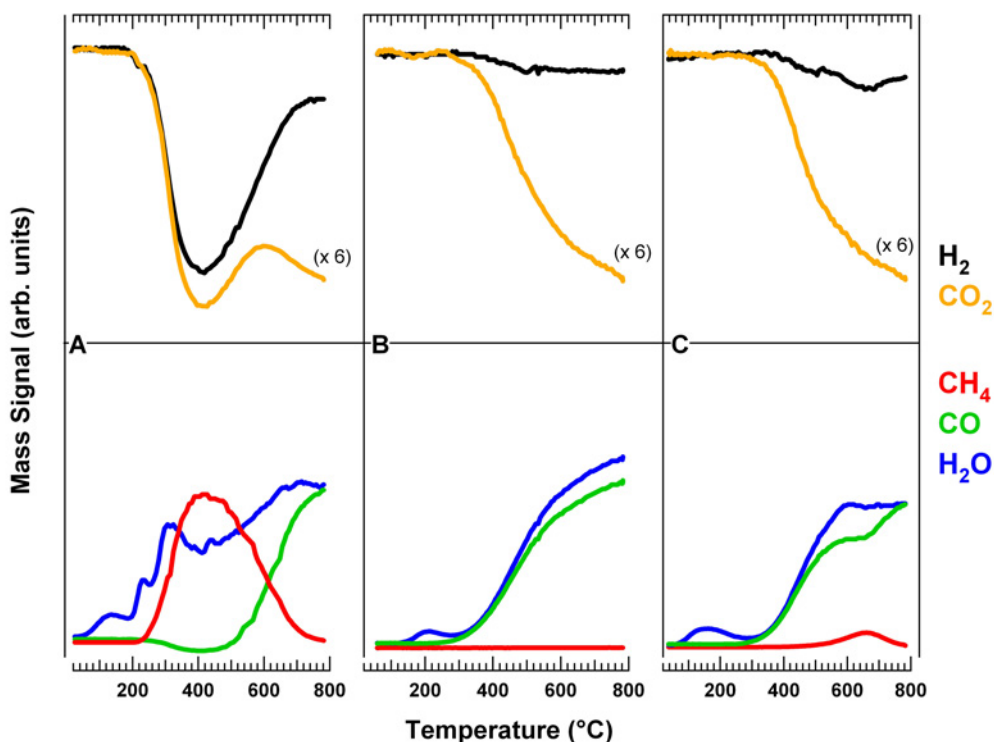 Mass Signal (arb. units)
A
B
C
(x 6)
(x 6)
(x 6)
H₂
CO₂
CH₄
CO
H₂O
200
400
600
800
200
400
600
800
200
400
600
800
Temperature (°C)